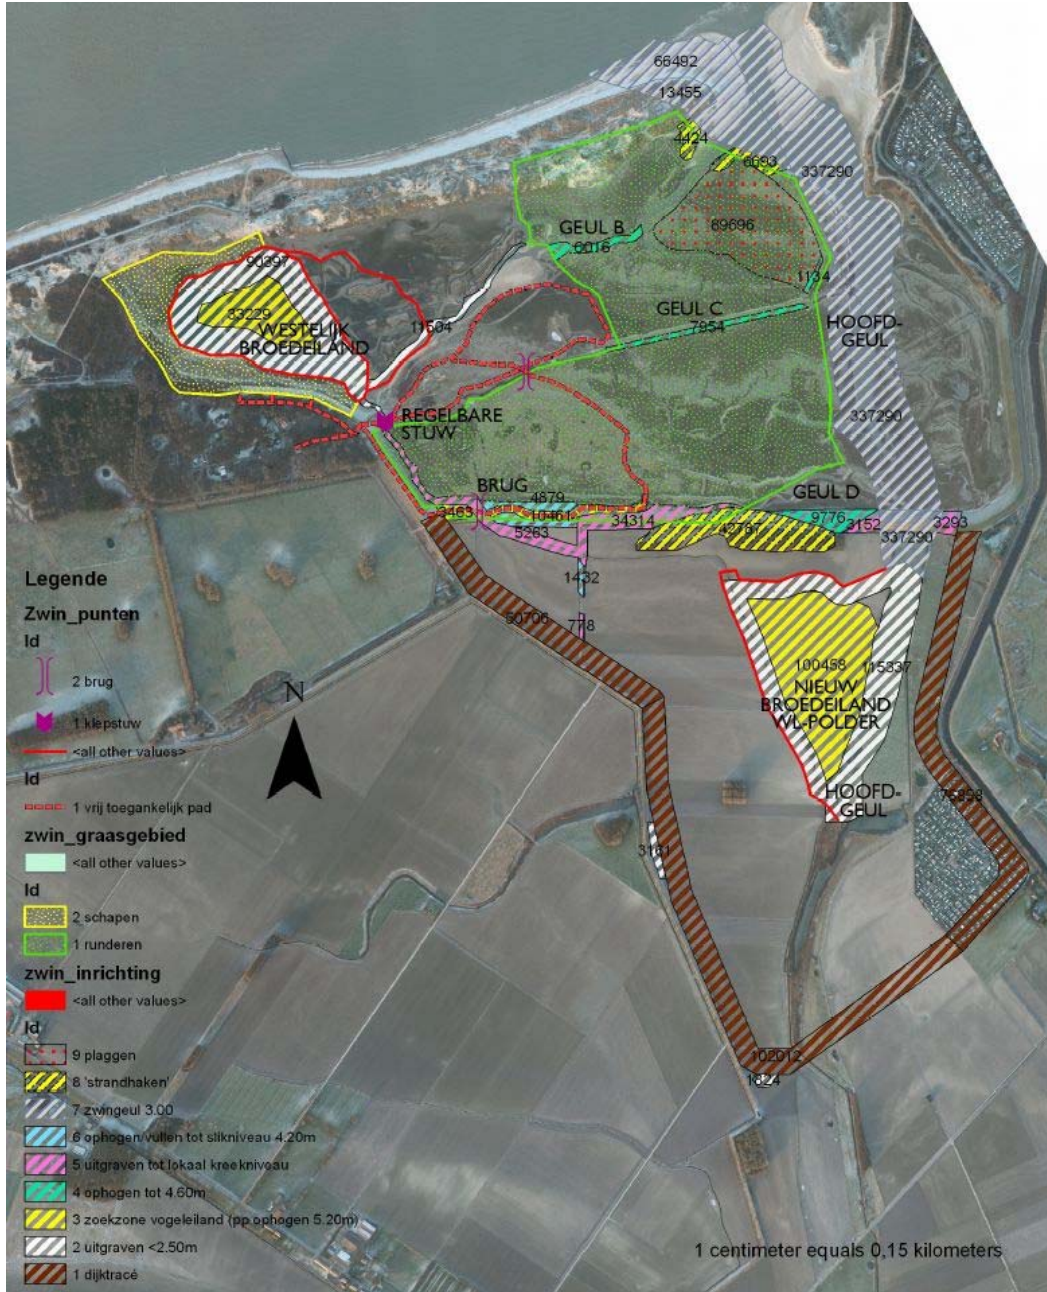 66492
13455
4424
6693
337290
GEUL B
6016
69696
1134
90397
33229
WESTELIJK
BROEDEILAND
11504
GEUL C
7954
HOOFD-
GEUL
337290
REGELBARE
STUW
BRUG
4879
3463
10461
34314
5263
42767
GEUL D
9776
3152
3293
337290
1432
50706
778
100458
115337
NIEUW
BROEDEILAND
WL-POLDER
HOOFD-
GEUL
75858
3161
102012
1824
N
Legende
Zwin_punten
Id
2 brug
1 klepstuw
<all other values>
Id
1 vrij toegankelijk pad
zwin_graasgebied
<all other values>
Id
2 schapen
1 runderen
zwin_inrichting
<all other values>
Id
9 plaggen
8 'strandhaken'
7 zwingeul 3.00
6 ophogen/vullen tot slikniveau 4.20m
5 uitgraven tot lokaal kreekniveau
4 ophogen tot 4.60m
3 zoekzone vogeleiland (pp ophogen 5.20m)
2 uitgraven <2.50m
1 dijktracé
1 centimeter equals 0,15 kilometers